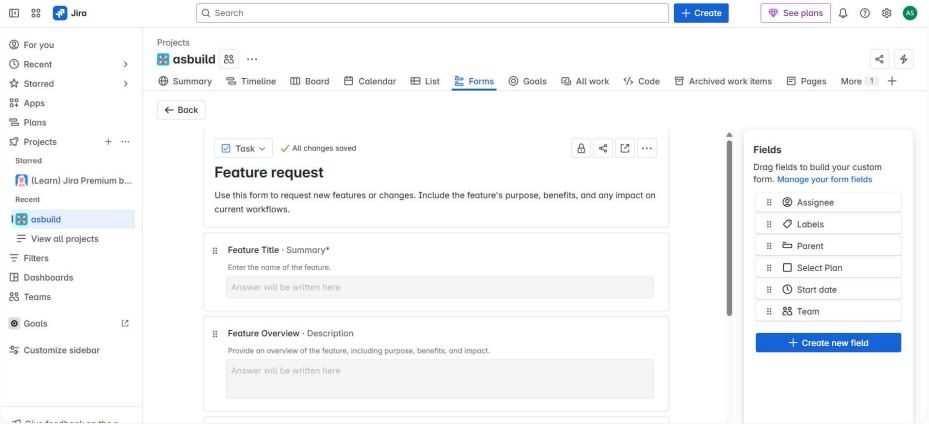 Jira
Search
+ Create
See plans
AS
For you
Recent
Starred
Apps
Plans
Projects
Starred
(Learn) Jira Premium b...
Recent
asbuild
View all projects
Filters
Dashboards
Teams
Goals
Customize sidebar
Projects
asbuild
Summary
Timeline
Board
Calendar
List
Forms
Goals
All work
Code
Archived work items
Pages
More 1
← Back
Task
All changes saved
Feature request
Use this form to request new features or changes. Include the feature's purpose, benefits, and any impact on
current workflows.
Feature Title · Summary*
Enter the name of the feature.
Answer will be written here
Feature Overview · Description
Provide an overview of the feature, including purpose, benefits, and impact.
Answer will be written here
Fields
Drag fields to build your custom
form. Manage your form fields
Assignee
Labels
Parent
Select Plan
Start date
Team
+ Create new field